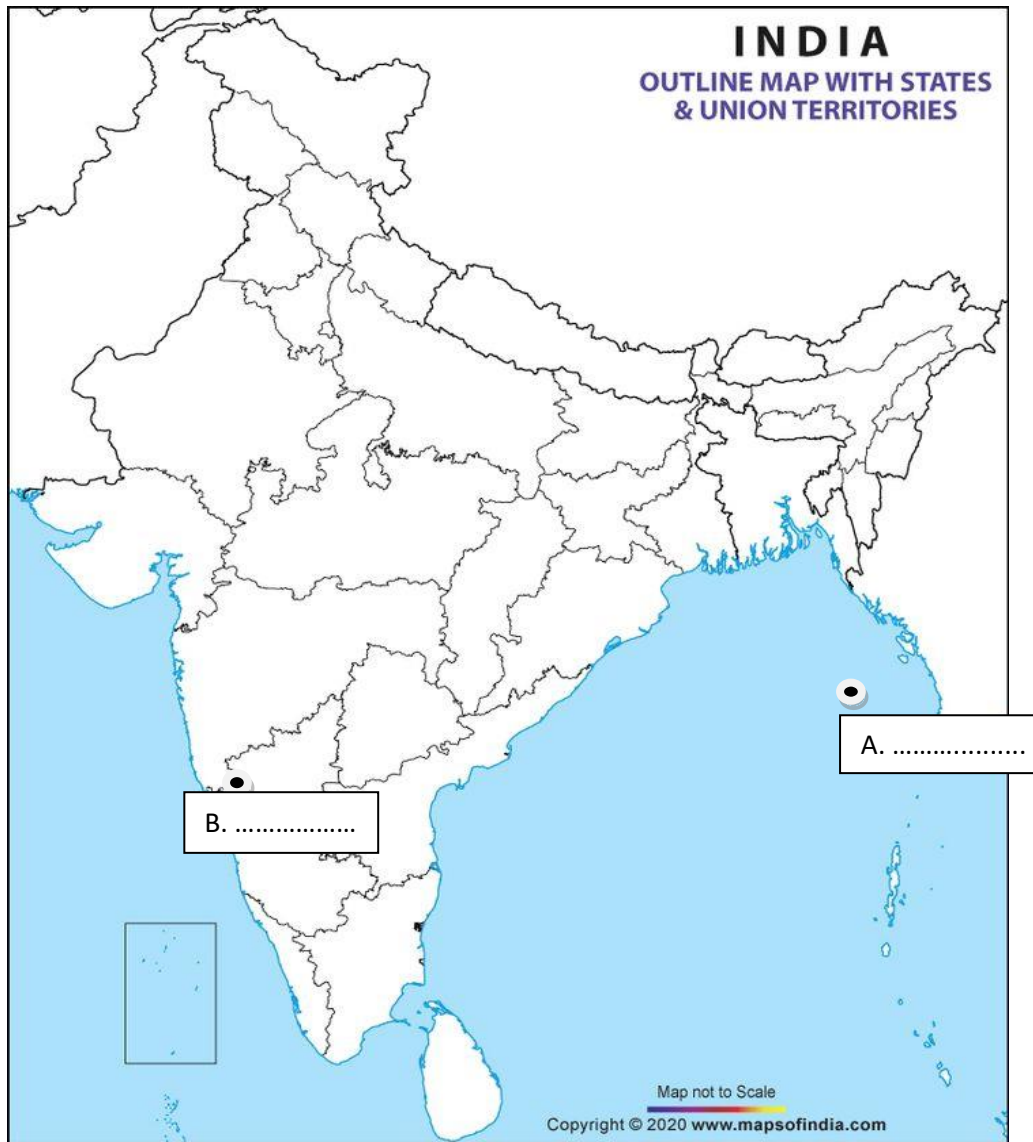 INDIA
OUTLINE MAP WITH STATES
& UNION TERRITORIES
A. ......................
B. ..................
Map not to Scale
Copyright © 2020 www.mapsofindia.com